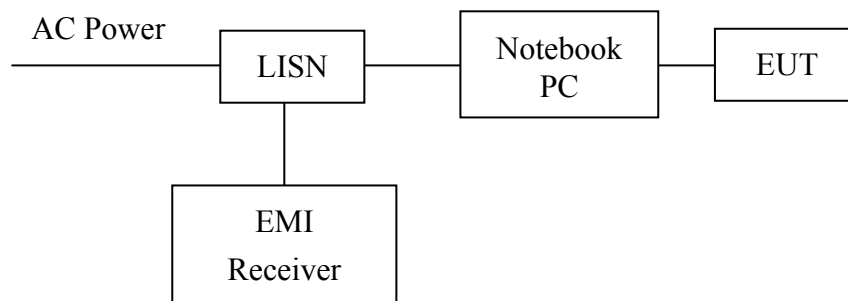 AC Power
LISN
Notebook
PC
EUT
EMI
Receiver